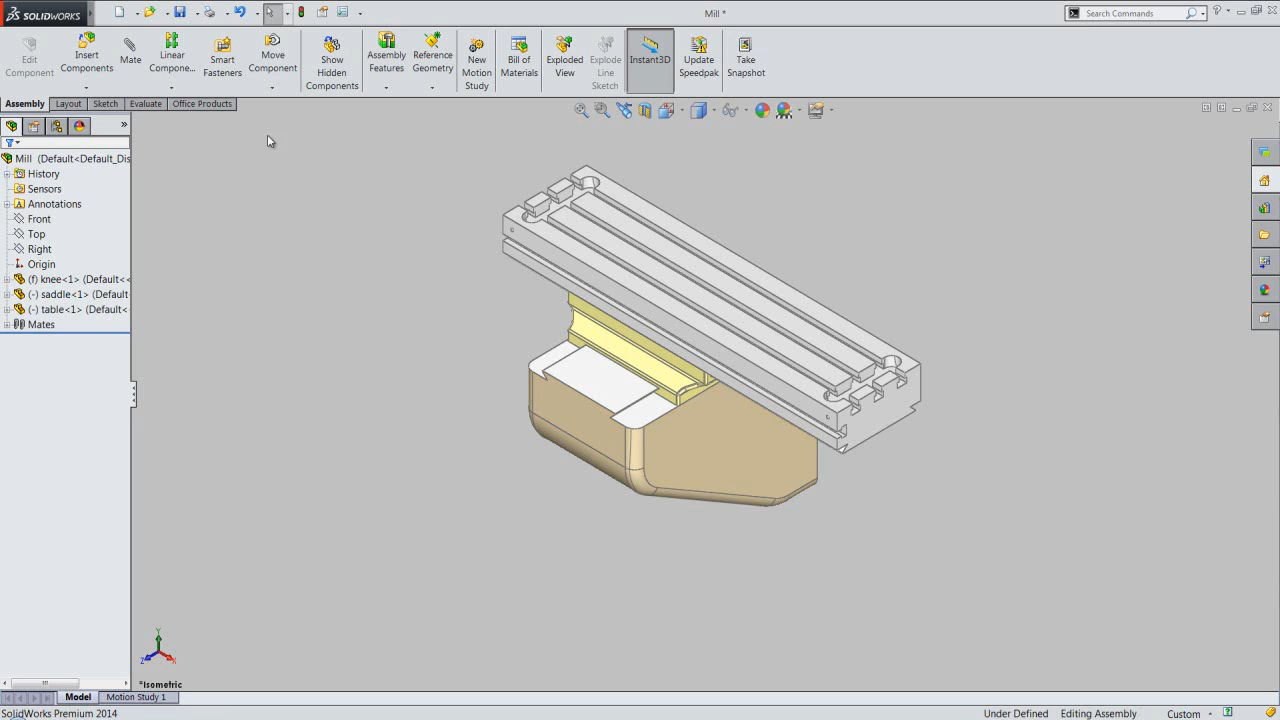 SOLIDWORKS
Mill *
Search Commands
Edit
Component
Insert
Components
Mate
Linear
Compone...
Smart
Fasteners
Move
Component
Show
Hidden
Components
Assembly
Features
Reference
Geometry
New
Motion
Study
Bill of
Materials
Exploded
View
Explode
Line
Sketch
Instant3D
Update
Speedpak
Take
Snapshot
Assembly
Layout
Sketch
Evaluate
Office Products
Mill (Default<Default_Dis
History
Sensors
Annotations
Front
Top
Right
Origin
(f) knee<1> (Default<<
(-) saddle<1> (Default
(-) table<1> (Default<
Mates
Y
Z
X
*Isometric
Model
Motion Study 1
SolidWorks Premium 2014
Under Defined
Editing Assembly
Custom